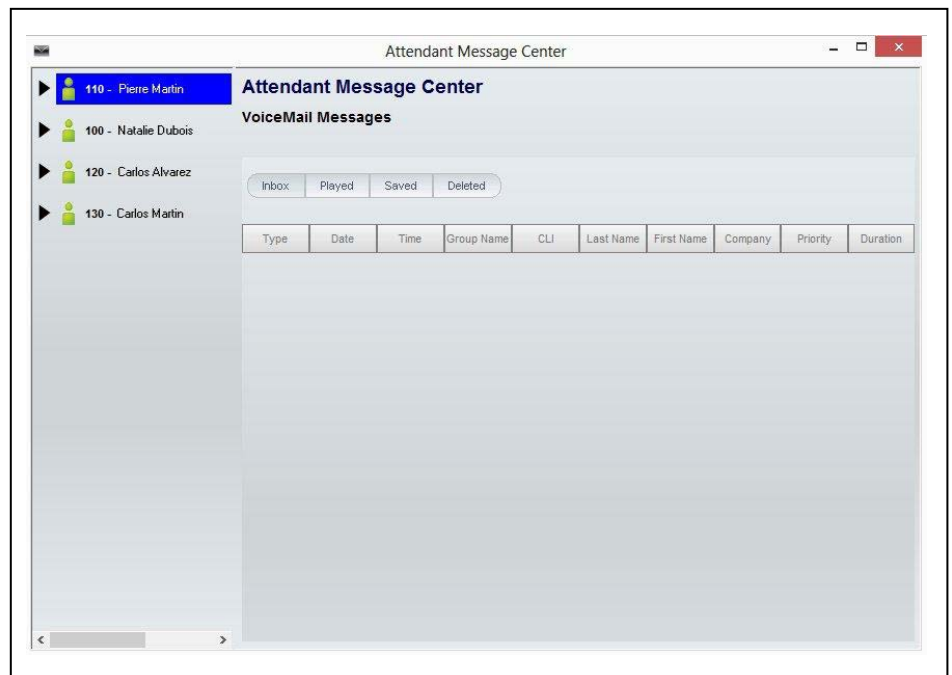 Attendant Message Center
110 - Pierre Martin
100 - Natalie Dubois
120 - Carlos Alvarez
130 - Carlos Martin
Attendant Message Center
VoiceMail Messages
Inbox Played Saved Deleted
Type Date Time Group Name CLI Last Name First Name Company Priority Duration